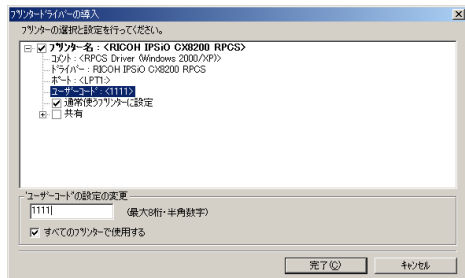 プリンタードライバーの導入
プリンターの選択と設定を行ってください。
プリンター名 : <RICOH IPSiO CX8200 RPCS>
コメント : <RPCS Driver (Windows 2000/XP)>
ドライバー : RICOH IPSiO CX8200 RPCS
ポート : <LPT1:>
ユーザーコード : <1111>
通常使うプリンターに設定
共有
"ユーザーコード"の設定の変更
1111
(最大8桁・半角数字)
すべてのプリンターで使用する
完了(C)
キャンセル